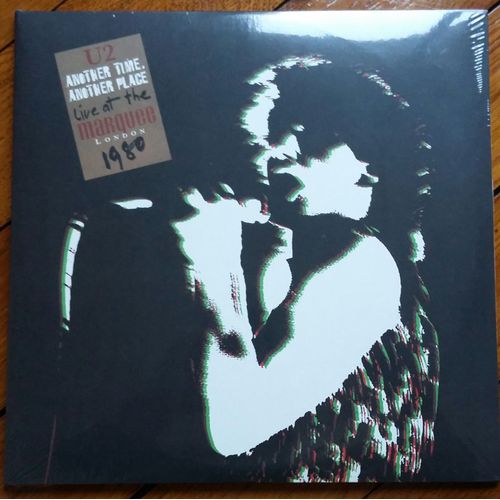 U2
ANOTHER TIME,
ANOTHER PLACE
Live at the
MARQUEE
LONDON
1980